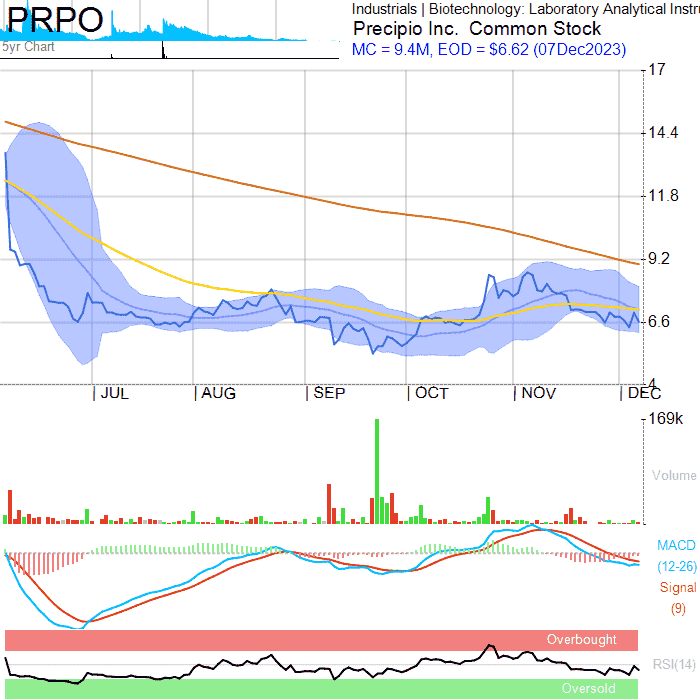 PRPO
5yr Chart
Industrials | Biotechnology: Laboratory Analytical Instru
Precipio Inc. Common Stock
MC = 9.4M, EOD = $6.62 (07Dec2023)
17
14.4
11.8
9.2
6.6
4
JUL AUG SEP OCT NOV DEC
169k
Volume
MACD
(12-26)
Signal
(9)
Overbought
RSI(14)
Oversold